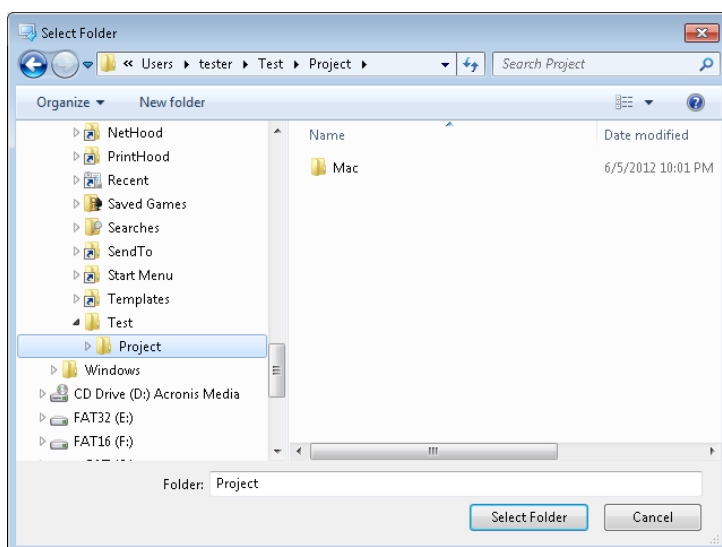 Select Folder
« Users ▸ tester ▸ Test ▸ Project ▸
Search Project
Organize
New folder
NetHood
PrintHood
Recent
Saved Games
Searches
SendTo
Start Menu
Templates
Test
Project
Windows
CD Drive (D:) Acronis Media
FAT32 (E:)
FAT16 (F:)
Name
Date modified
Mac
6/5/2012 10:01 PM
Folder: Project
Select Folder
Cancel